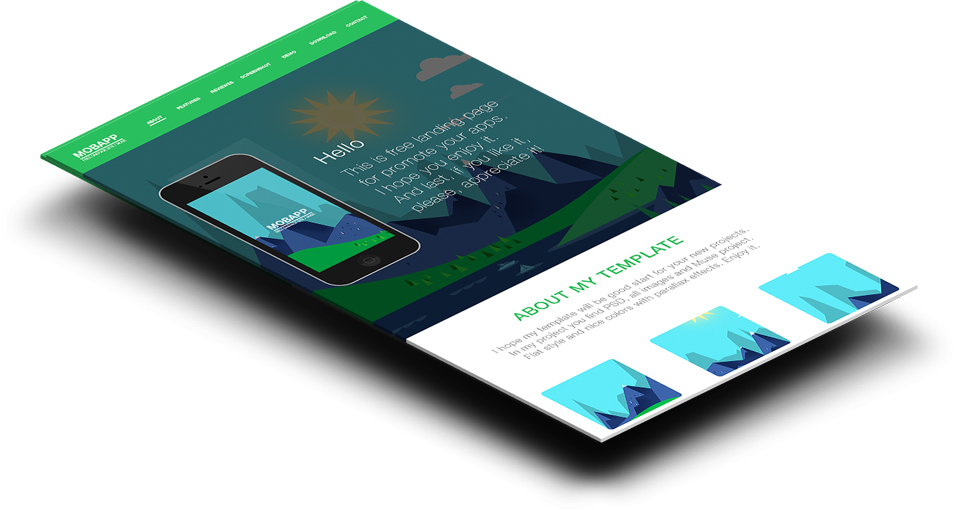 MOBAPP
ABOUT FEATURES REVIEWES SCREENSHOT DEMO DOWNLOAD CONTACT
Hello
This is free landing page
for promote your apps.
I hope you enjoy it.
And last, if you like it,
please, appreciate it!
MOBAPP
ABOUT MY TEMPLATE
I hope my template will be good start for your new projects.
In my project you find PSD, all images and Muse project.
Flat style and nice colors with parallax effects. Enjoy it.